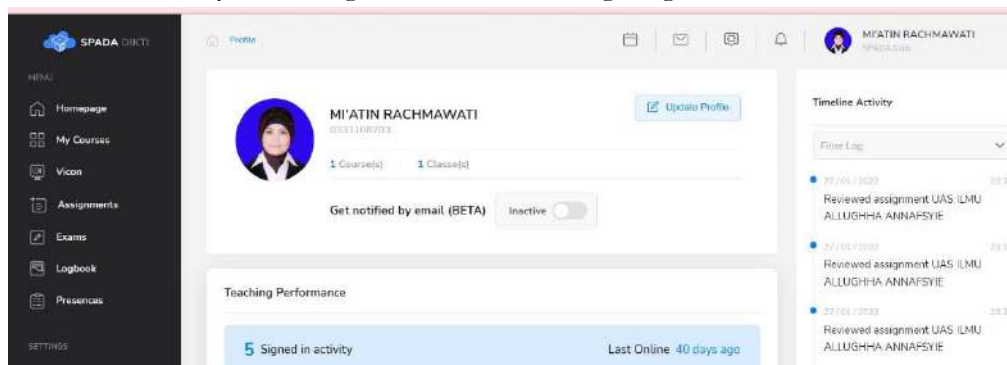 SPADA DIKTI
MENU
Homepage
My Courses
Vicon
Assignments
Exams
Logbook
Presences
SETTINGS
Profile
MI'ATIN RACHMAWATI
MI'ATIN RACHMAWATI
1 Course(s) 1 Classe(s)
Update Profile
Get notified by email (BETA) Inactive
Teaching Performance
5 Signed in activity Last Online 40 days ago
Timeline Activity
Filter Log
Reviewed assignment UAS ILMU
ALLUGHHA ANNAFSYIE
Reviewed assignment UAS ILMU
ALLUGHHA ANNAFSYIE
Reviewed assignment UAS ILMU
ALLUGHHA ANNAFSYIE